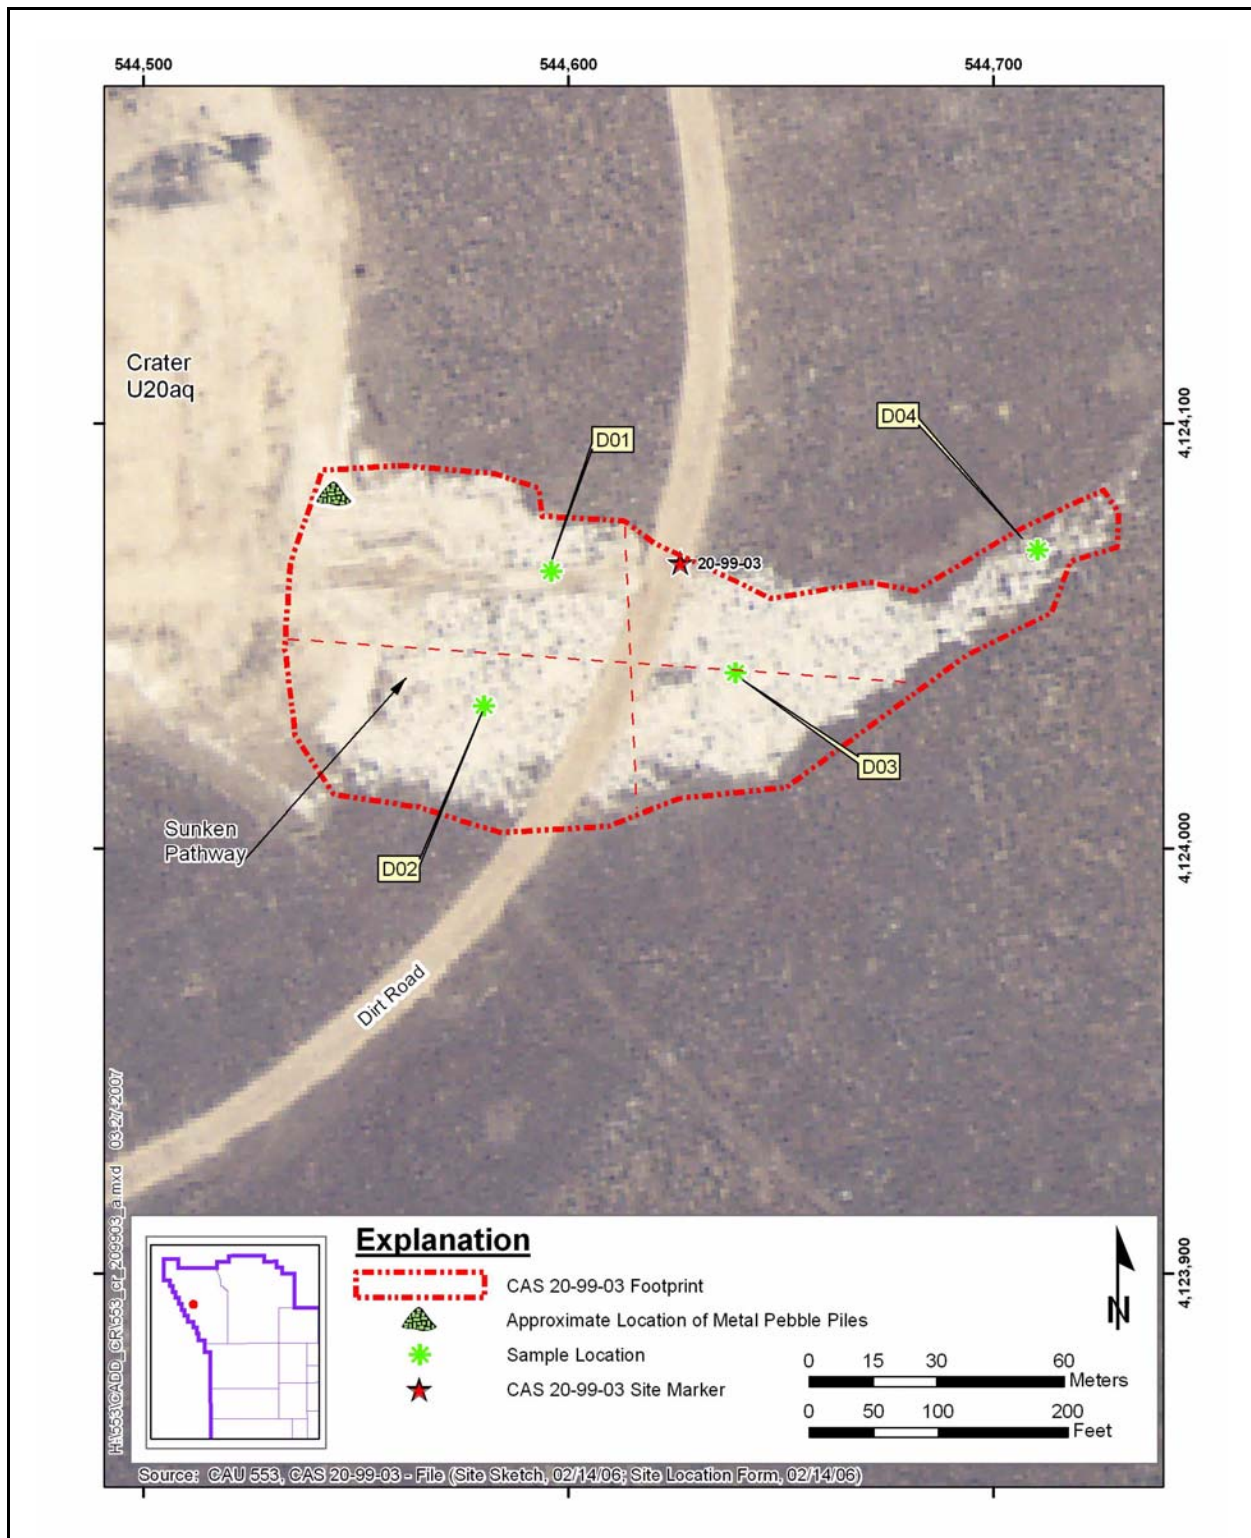 544,500
544,600
544,700
Crater
U20aq
D04
4,124,100
D01
20-99-03
D03
Sunken
Pathway
D02
4,124,000
Dirt Road
H:\553\CADD_CR\553_cr_209903_a.mxd 03-27-2007
Explanation
CAS 20-99-03 Footprint
Approximate Location of Metal Pebble Piles
Sample Location
CAS 20-99-03 Site Marker
N
4,123,900
0 15 30 60
Meters
0 50 100 200
Feet
Source: CAU 553, CAS 20-99-03 - File (Site Sketch, 02/14/06; Site Location Form, 02/14/06)